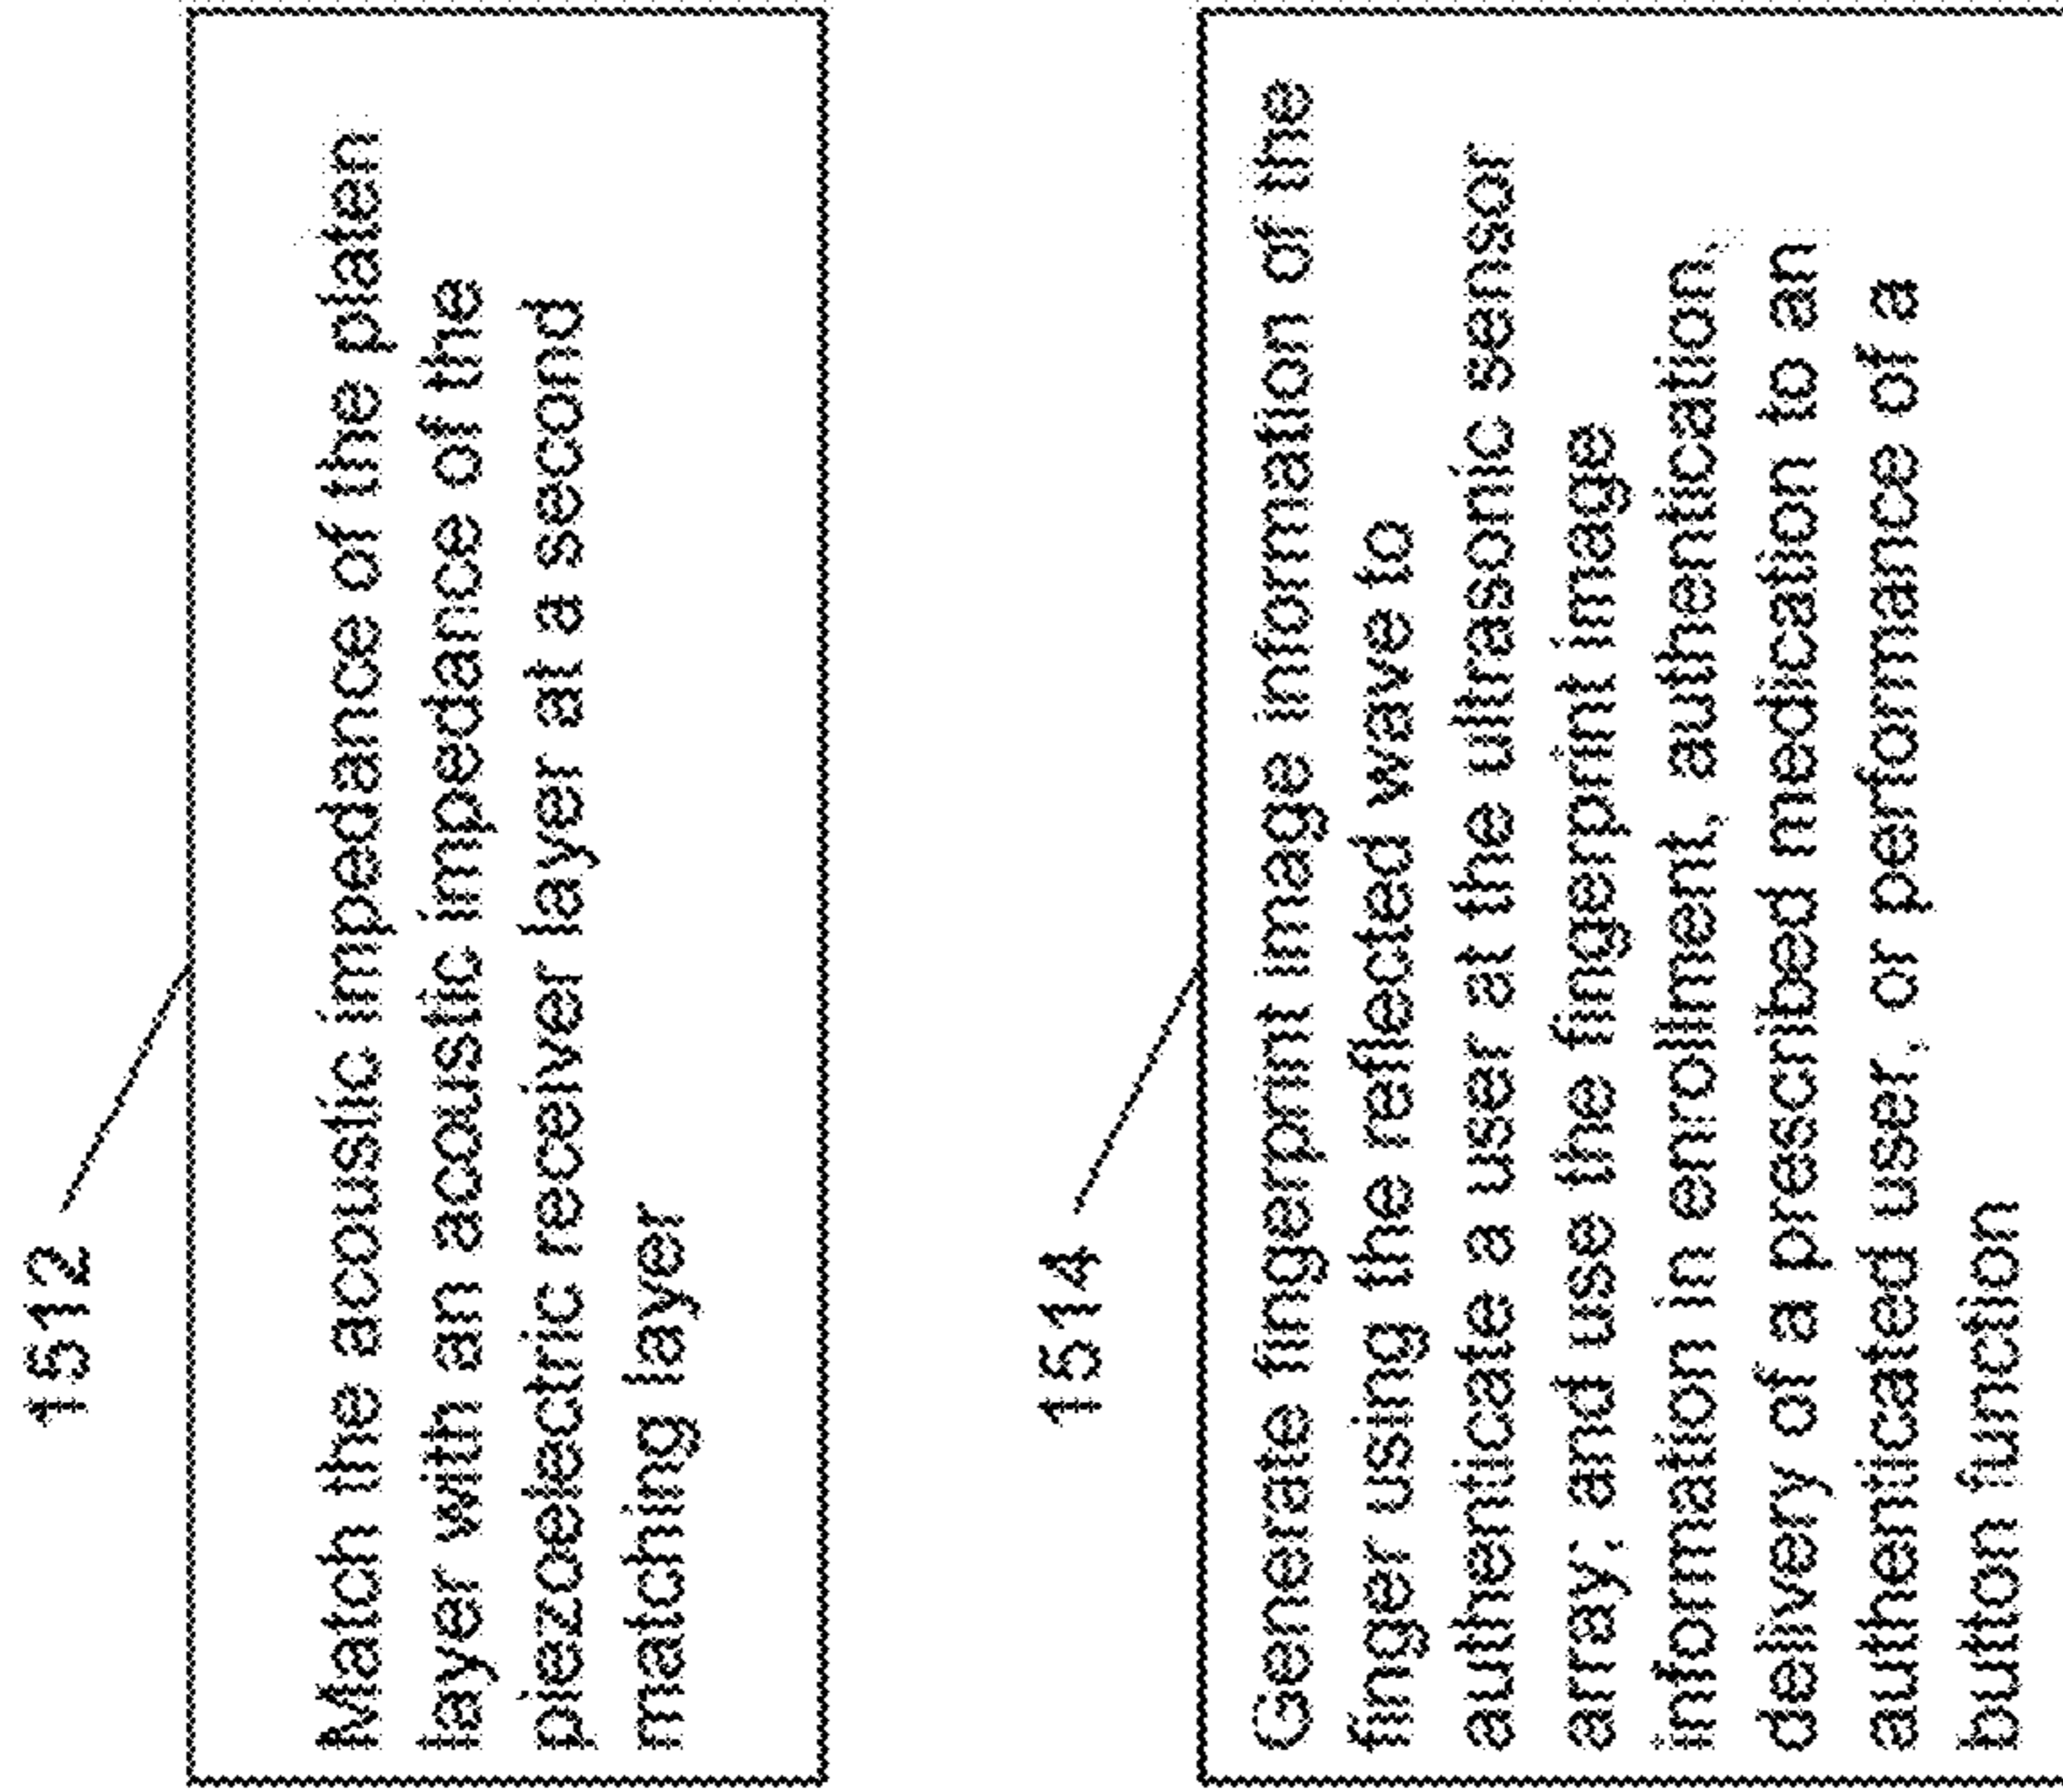 1512
Match the acoustic impedance of the platen
layer with an acoustic impedance of the
piezoelectric receiver layer at a second
matching layer
1514
Generate fingerprint image information of the
finger using the reflected wave to
authenticate a user at the ultrasonic sensor
array; and use the fingerprint image
information in enrollment, authentication,
delivery of a prescribed medication to an
authenticated user, or performance of a
button function